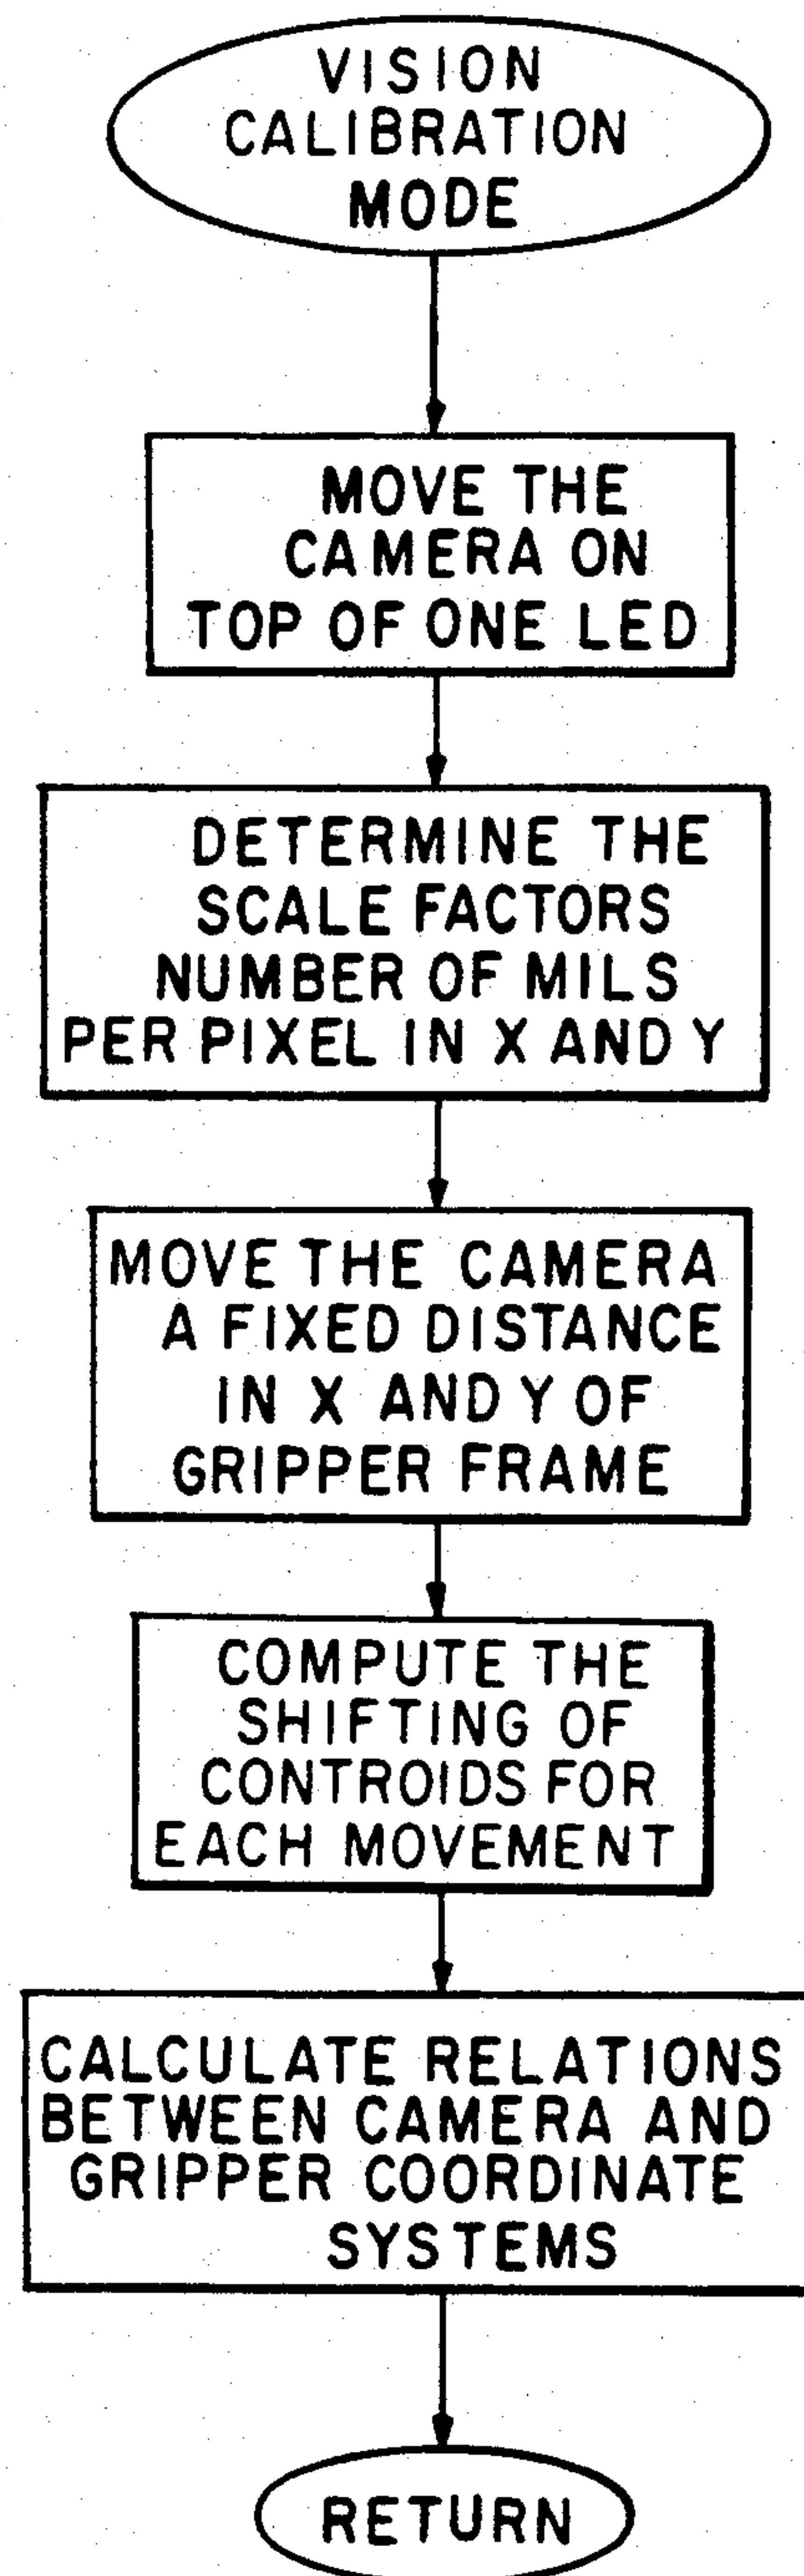 VISION
CALIBRATION
MODE
MOVE THE
CAMERA ON
TOP OF ONE LED
DETERMINE THE
SCALE FACTORS
NUMBER OF MILS
PER PIXEL IN X AND Y
MOVE THE CAMERA
A FIXED DISTANCE
IN X AND Y OF
GRIPPER FRAME
COMPUTE THE
SHIFTING OF
CONTROIDS FOR
EACH MOVEMENT
CALCULATE RELATIONS
BETWEEN CAMERA AND
GRIPPER COORDINATE
SYSTEMS
RETURN